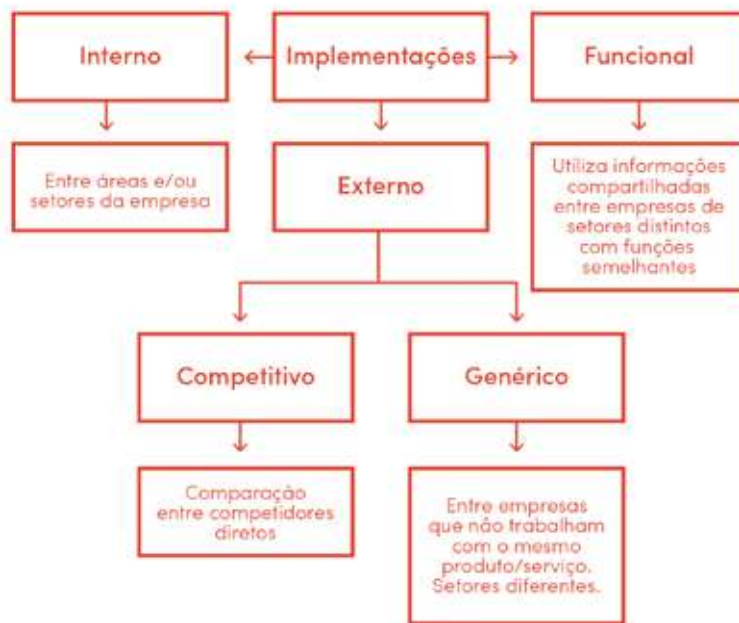 Interno
Implementações
Funcional
Entre áreas e/ou
setores da empresa
Externo
Utiliza informações
compartilhadas
entre empresas de
setores distintos
com funções
semelhantes
Competitivo
Genérico
Comparação
entre competidores
diretos
Entre empresas
que não trabalham
com o mesmo
produto/serviço.
Setores diferentes.